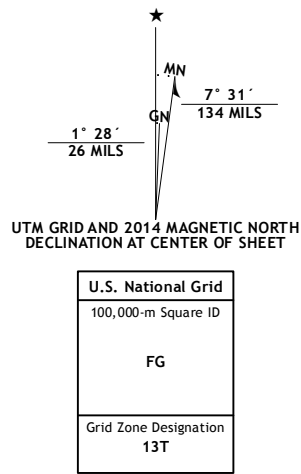 ★
MN
7° 31´
134 MILS
GN
1° 28´
26 MILS
UTM GRID AND 2014 MAGNETIC NORTH
DECLINATION AT CENTER OF SHEET
U.S. National Grid
100,000-m Square ID
FG
Grid Zone Designation
13T